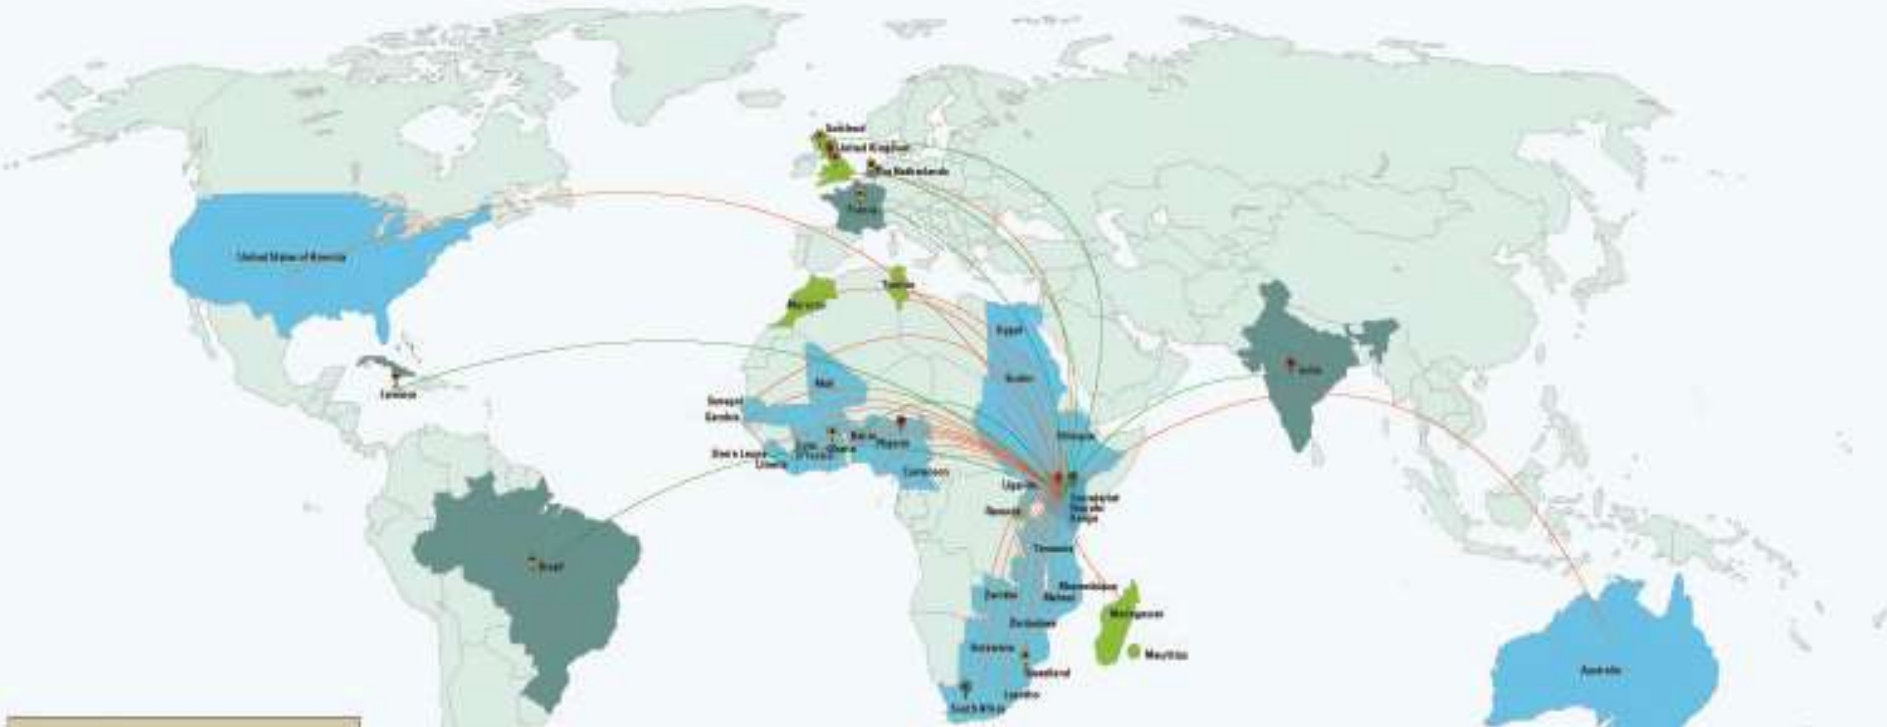 Scotland
United Kingdom
The Netherlands
France
United States of America
Tunisia
Morocco
Egypt
India
Mali
Sudan
Jamaica
Senegal
Gambia
Benin
Nigeria
Ghana
Ethiopia
Sierra Leone
Liberia
Cameroon
Uganda
Rwanda
Kenya
Tanzania
Brazil
Mozambique
Malawi
Zambia
Madagascar
Zimbabwe
Botswana
Mauritius
Swaziland
Australia
Lesotho
South Africa